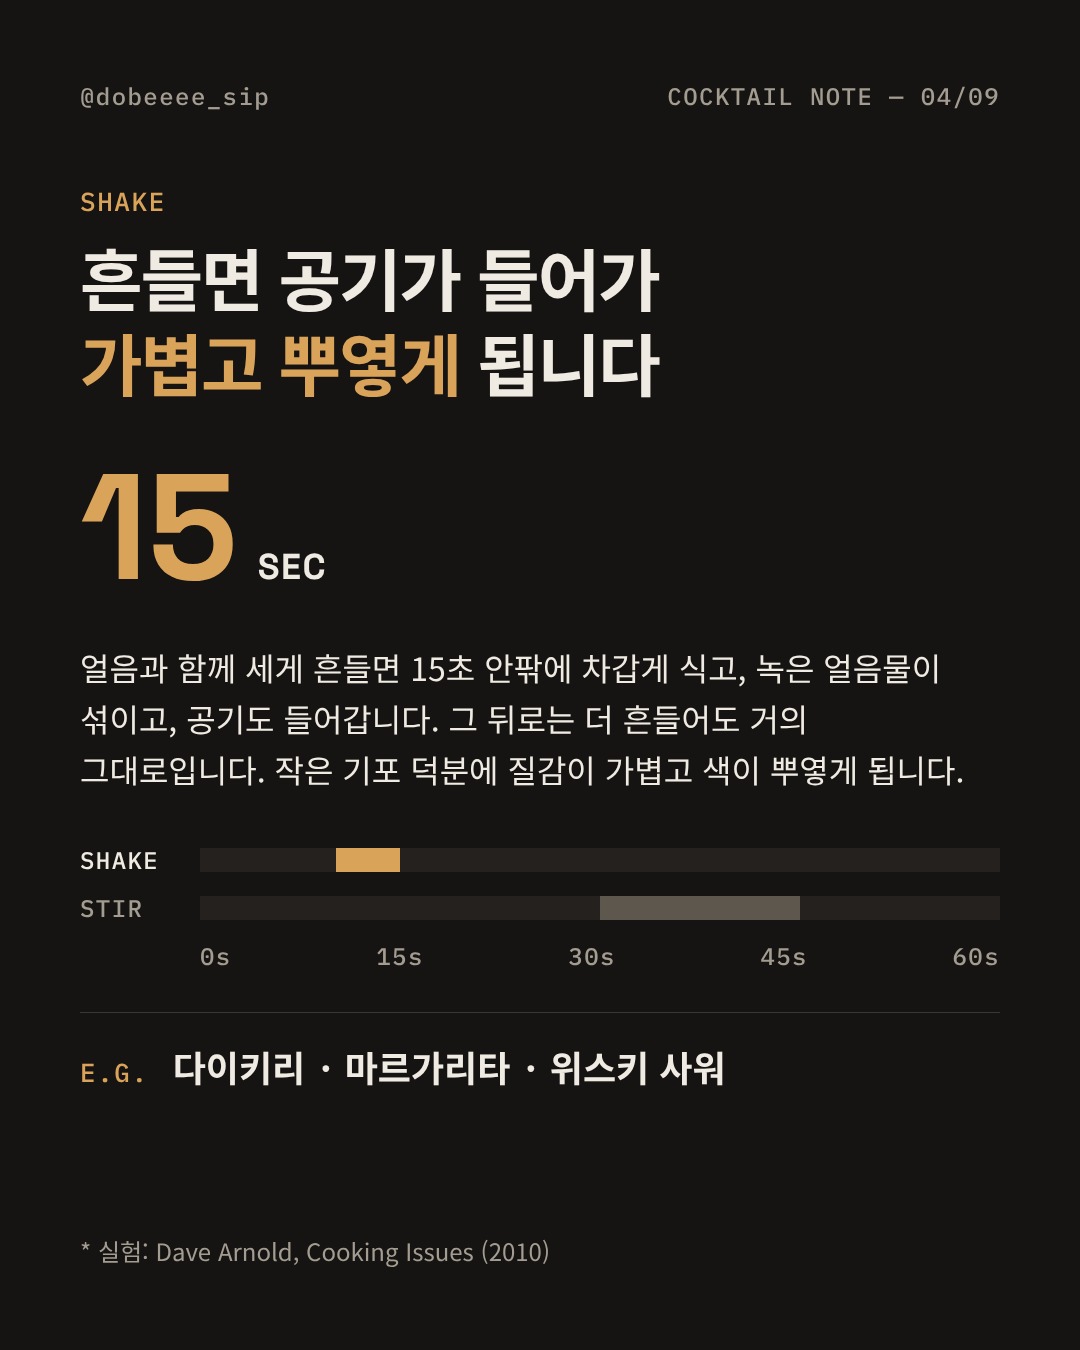 @dobeeee_sip
COCKTAIL NOTE — 04/09
SHAKE
흔들면 공기가 들어가
가볍고 뿌옇게 됩니다
15 SEC
얼음과 함께 세게 흔들면 15초 안팎에 차갑게 식고, 녹은 얼음물이
섞이고, 공기도 들어갑니다. 그 뒤로는 더 흔들어도 거의
그대로입니다. 작은 기포 덕분에 질감이 가볍고 색이 뿌옇게 됩니다.
SHAKE
STIR
0s 15s 30s 45s 60s
E.G. 다이키리 · 마르가리타 · 위스키 사워
* 실험: Dave Arnold, Cooking Issues (2010)